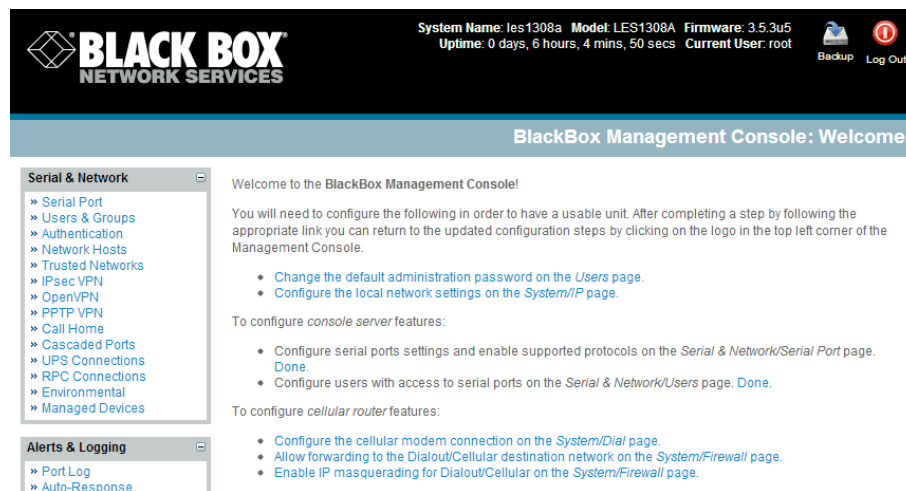 BLACK BOX®
NETWORK SERVICES
System Name: les1308a Model: LES1308A Firmware: 3.5.3u5
Uptime: 0 days, 6 hours, 4 mins, 50 secs Current User: root
Backup
Log Out
BlackBox Management Console: Welcome
Serial & Network
» Serial Port
» Users & Groups
» Authentication
» Network Hosts
» Trusted Networks
» IPsec VPN
» OpenVPN
» PPTP VPN
» Call Home
» Cascaded Ports
» UPS Connections
» RPC Connections
» Environmental
» Managed Devices
Alerts & Logging
» Port Log
» Auto-Response
Welcome to the BlackBox Management Console!
You will need to configure the following in order to have a usable unit. After completing a step by following the
appropriate link you can return to the updated configuration steps by clicking on the logo in the top left corner of the
Management Console.
• Change the default administration password on the Users page.
• Configure the local network settings on the System/IP page.
To configure console server features:
• Configure serial ports settings and enable supported protocols on the Serial & Network/Serial Port page.
Done.
• Configure users with access to serial ports on the Serial & Network/Users page. Done.
To configure cellular router features:
• Configure the cellular modem connection on the System/Dial page.
• Allow forwarding to the Dialout/Cellular destination network on the System/Firewall page.
• Enable IP masquerading for Dialout/Cellular on the System/Firewall page.